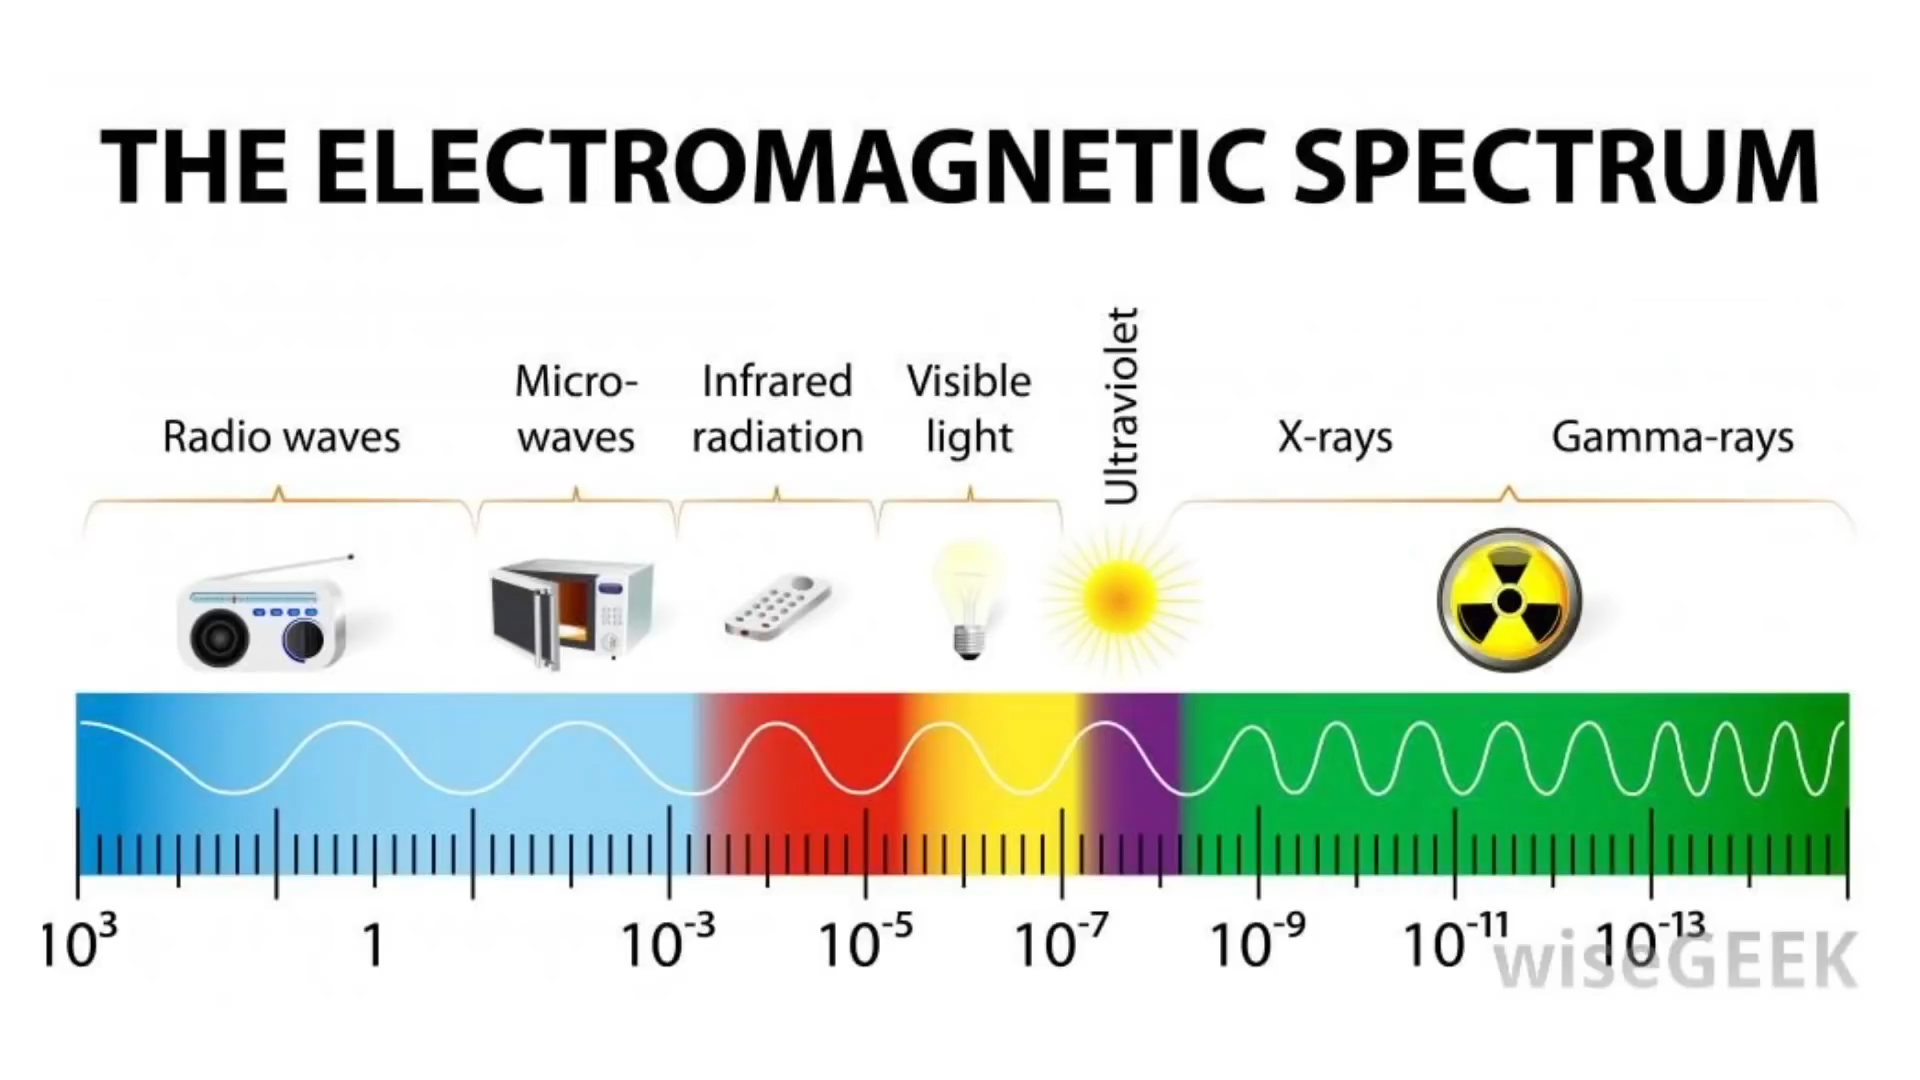 THE ELECTROMAGNETIC SPECTRUM
Radio waves
Micro-
waves
Infrared
radiation
Visible
light
Ultraviolet
X-rays
Gamma-rays
10³ 1 10⁻³ 10⁻⁵ 10⁻⁷ 10⁻⁹ 10⁻¹¹ 10⁻¹³
wiseGEEK